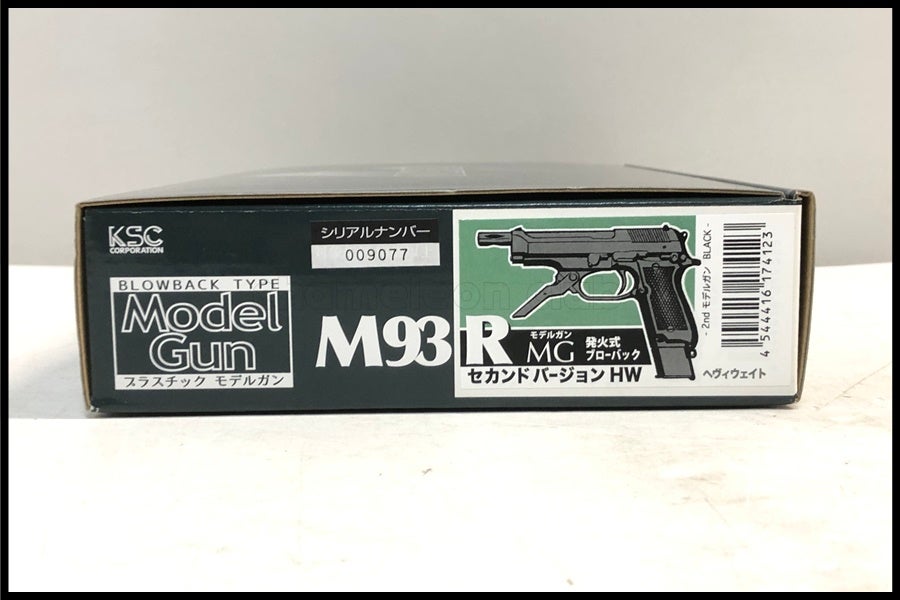 KSC
CORPORATION
BLOWBACK TYPE
Model
Gun
プラスチック モデルガン
シリアルナンバー
009077
M93R
モデルガン
MG
発火式
ブローバック
セカンドバージョン HW
- 2nd モデルガン BLACK -
4 544416 174123
ヘヴィウェイト